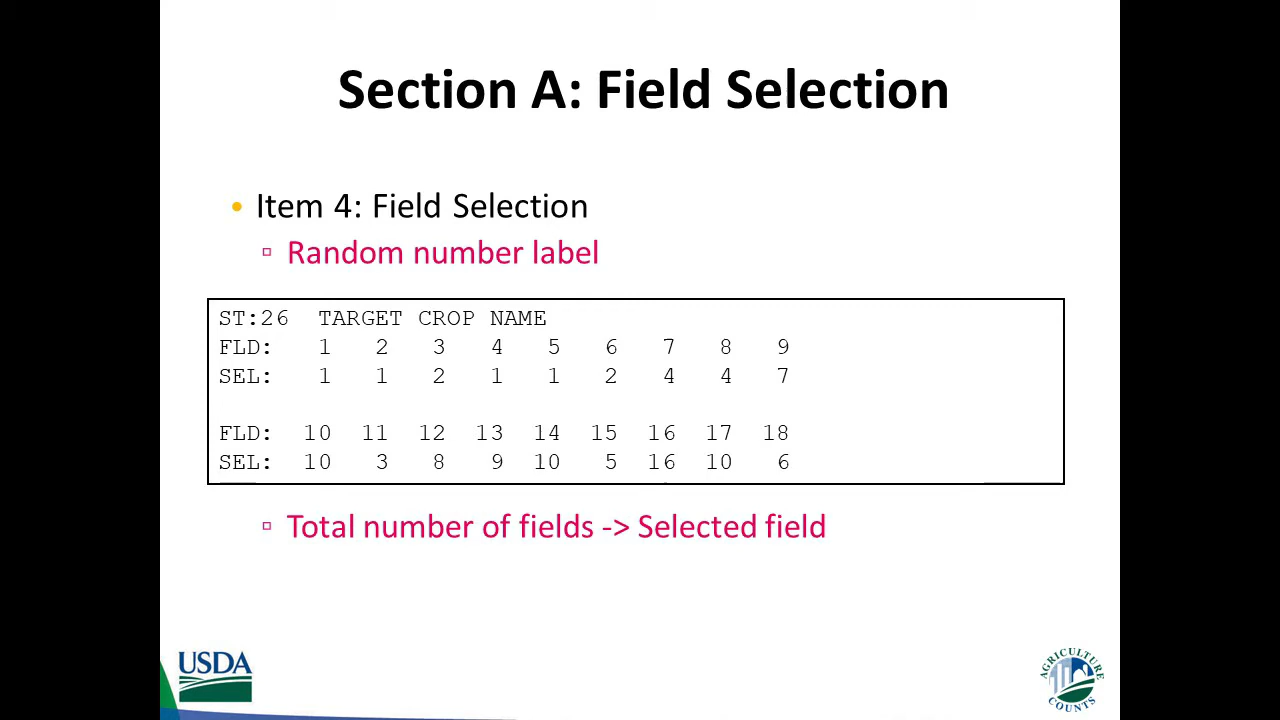 Section A: Field Selection
• Item 4: Field Selection
▫ Random number label
ST:26 TARGET CROP NAME
FLD: 1 2 3 4 5 6 7 8 9
SEL: 1 1 2 1 1 2 4 4 7
FLD: 10 11 12 13 14 15 16 17 18
SEL: 10 3 8 9 10 5 16 10 6
▫ Total number of fields -> Selected field
USDA
AGRICULTURE
COUNTS